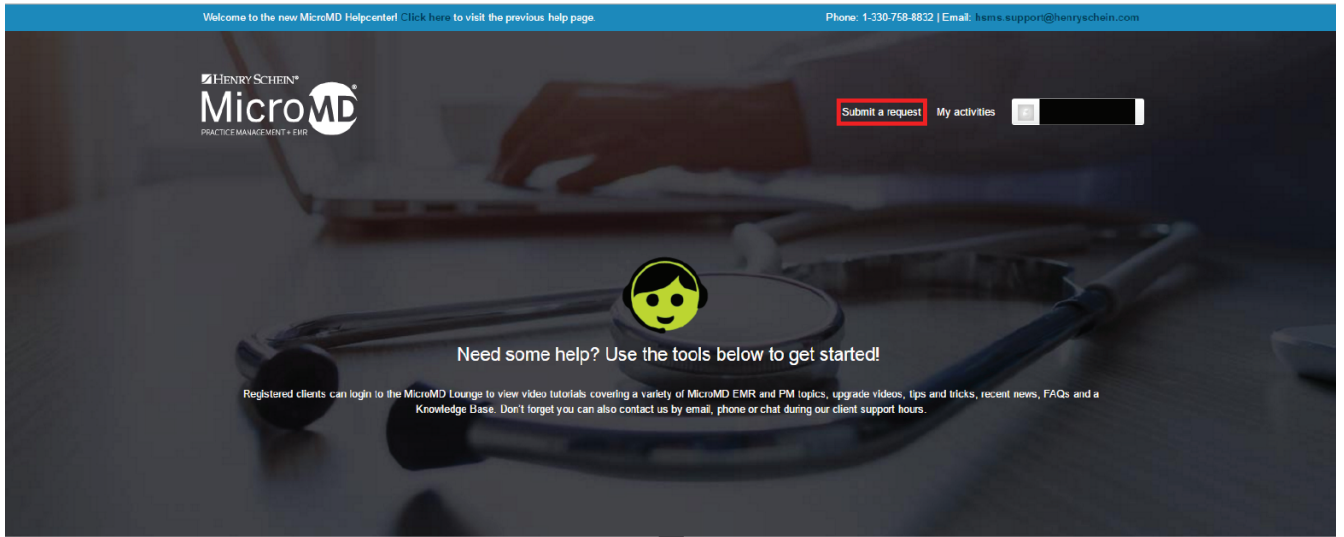 Welcome to the new MicroMD Helpcenter! Click here to visit the previous help page.
Phone: 1-330-758-8832 | Email: hsms.support@henryschein.com
HENRY SCHEIN®
MicroMD®
PRACTICE MANAGEMENT + EMR
Submit a request
My activities
Need some help? Use the tools below to get started!
Registered clients can login to the MicroMD Lounge to view video tutorials covering a variety of MicroMD EMR and PM topics, upgrade videos, tips and tricks, recent news, FAQs and a
Knowledge Base. Don't forget you can also contact us by email, phone or chat during our client support hours.